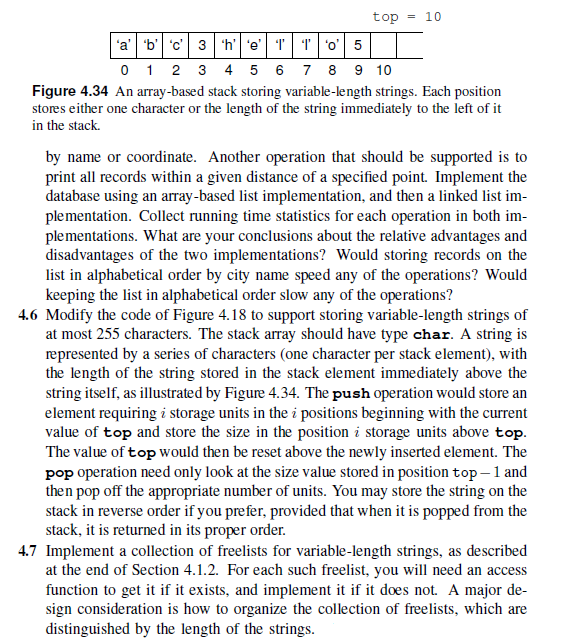 top = 10
'a' 'b' 'c' 3 'h' 'e' 'l' 'l' 'o' 5
0 1 2 3 4 5 6 7 8 9 10
Figure 4.34 An array-based stack storing variable-length strings. Each position
stores either one character or the length of the string immediately to the left of it
in the stack.
by name or coordinate. Another operation that should be supported is to
print all records within a given distance of a specified point. Implement the
database using an array-based list implementation, and then a linked list im-
plementation. Collect running time statistics for each operation in both im-
plementations. What are your conclusions about the relative advantages and
disadvantages of the two implementations? Would storing records on the
list in alphabetical order by city name speed any of the operations? Would
keeping the list in alphabetical order slow any of the operations?
4.6 Modify the code of Figure 4.18 to support storing variable-length strings of
at most 255 characters. The stack array should have type char. A string is
represented by a series of characters (one character per stack element), with
the length of the string stored in the stack element immediately above the
string itself, as illustrated by Figure 4.34. The push operation would store an
element requiring i storage units in the i positions beginning with the current
value of top and store the size in the position i storage units above top.
The value of top would then be reset above the newly inserted element. The
pop operation need only look at the size value stored in position top – 1 and
then pop off the appropriate number of units. You may store the string on the
stack in reverse order if you prefer, provided that when it is popped from the
stack, it is returned in its proper order.
4.7 Implement a collection of freelists for variable-length strings, as described
at the end of Section 4.1.2. For each such freelist, you will need an access
function to get it if it exists, and implement it if it does not. A major de-
sign consideration is how to organize the collection of freelists, which are
distinguished by the length of the strings.